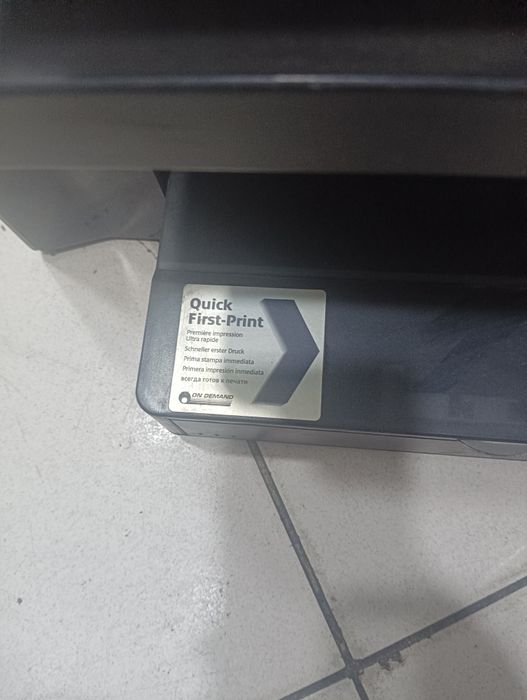 Quick
First-Print
Première impression
Ultra rapide
Schneller erster Druck
Prima stampa immediata
Primera impresión inmediata
всегда готов к печати
ON DEMAND